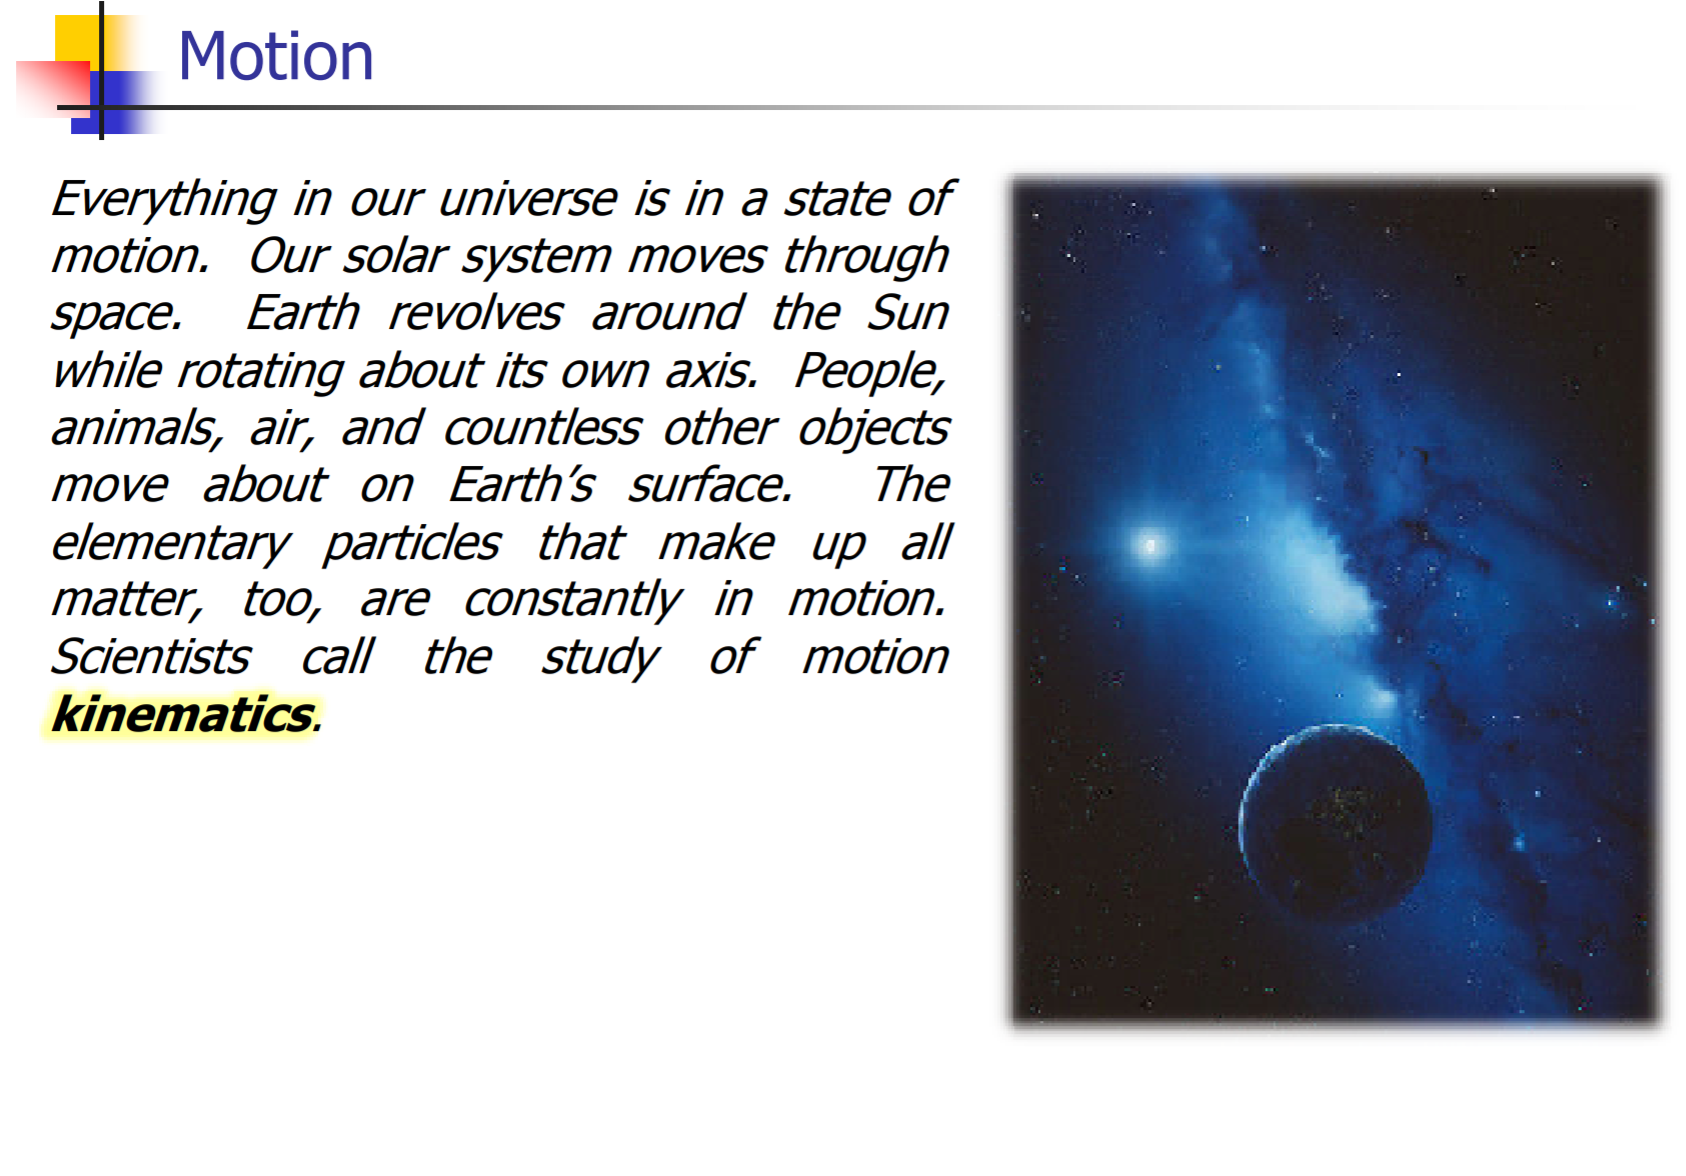 Motion
Everything in our universe is in a state of
motion.  Our solar system moves through
space.  Earth revolves around the Sun
while rotating about its own axis.  People,
animals, air, and countless other objects
move about on Earth’s surface.  The
elementary particles that make up all
matter, too, are constantly in motion.
Scientists call the study of motion
kinematics.